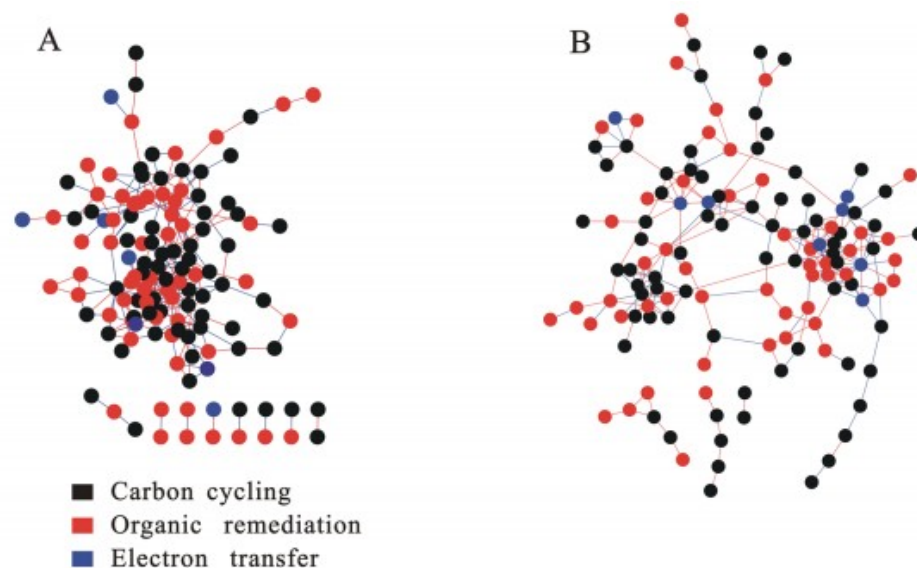 A
B
Carbon cycling
Organic remediation
Electron transfer